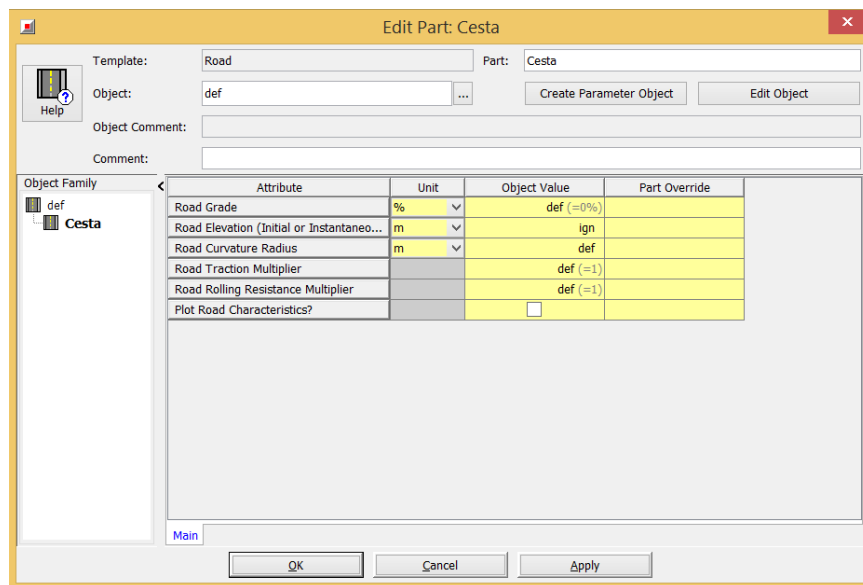 Edit Part: Cesta
Template: Road Part: Cesta
Help
Object: def ... Create Parameter Object Edit Object
Object Comment:
Comment:
Object Family
def
Cesta
Attribute Unit Object Value Part Override
Road Grade % def (=0%)
Road Elevation (Initial or Instantaneo... m ign
Road Curvature Radius m def
Road Traction Multiplier def (=1)
Road Rolling Resistance Multiplier def (=1)
Plot Road Characteristics?
Main
OK Cancel Apply